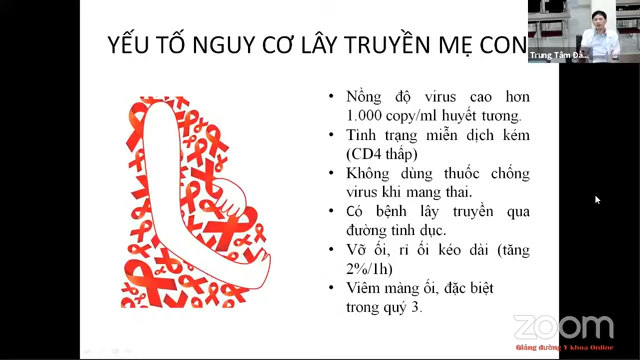 Trung Tâm Đầ...
YẾU TỐ NGUY CƠ LÂY TRUYỀN MẸ CON
• Nồng độ virus cao hơn
1.000 copy/ml huyết tương.
• Tình trạng miễn dịch kém
(CD4 thấp)
• Không dùng thuốc chống
virus khi mang thai.
• Có bệnh lây truyền qua
đường tình dục.
• Vỡ ối, rỉ ối kéo dài (tăng
2%/1h)
• Viêm màng ối, đặc biệt
trong quý 3.
zoom
Giảng đường Y khoa Online